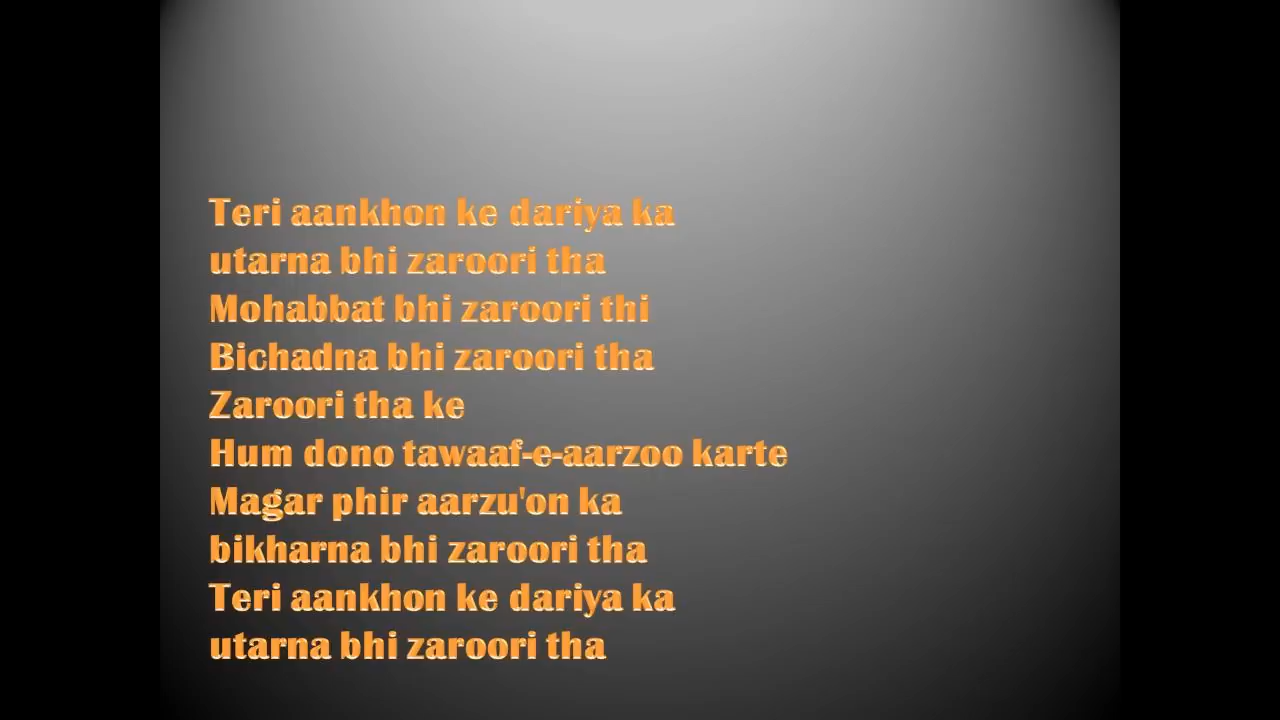 Teri aankhon ke dariya ka
utarna bhi zaroori tha
Mohabbat bhi zaroori thi
Bichadna bhi zaroori tha
Zaroori tha ke
Hum dono tawaaf-e-aarzoo karte
Magar phir aarzu'on ka
bikharna bhi zaroori tha
Teri aankhon ke dariya ka
utarna bhi zaroori tha